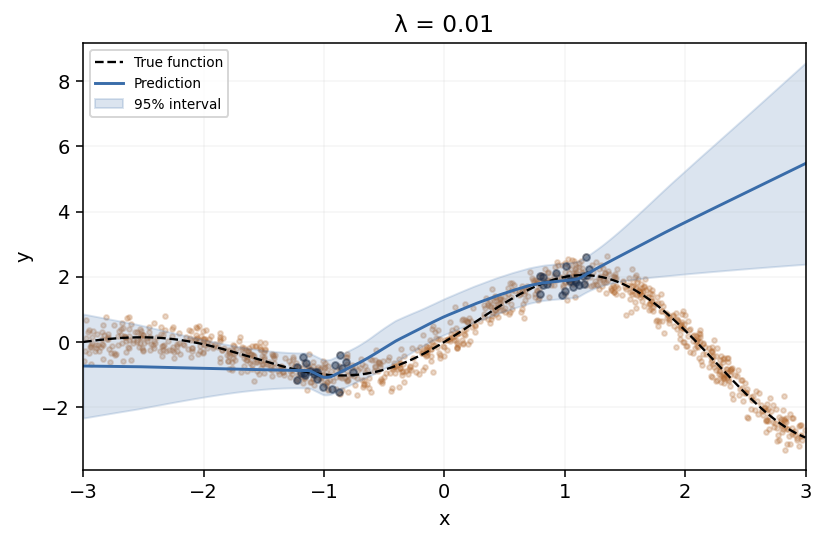 λ = 0.01
True function
Prediction
95% interval
y
8
6
4
2
0
−2
−3 −2 −1 0 1 2 3
x